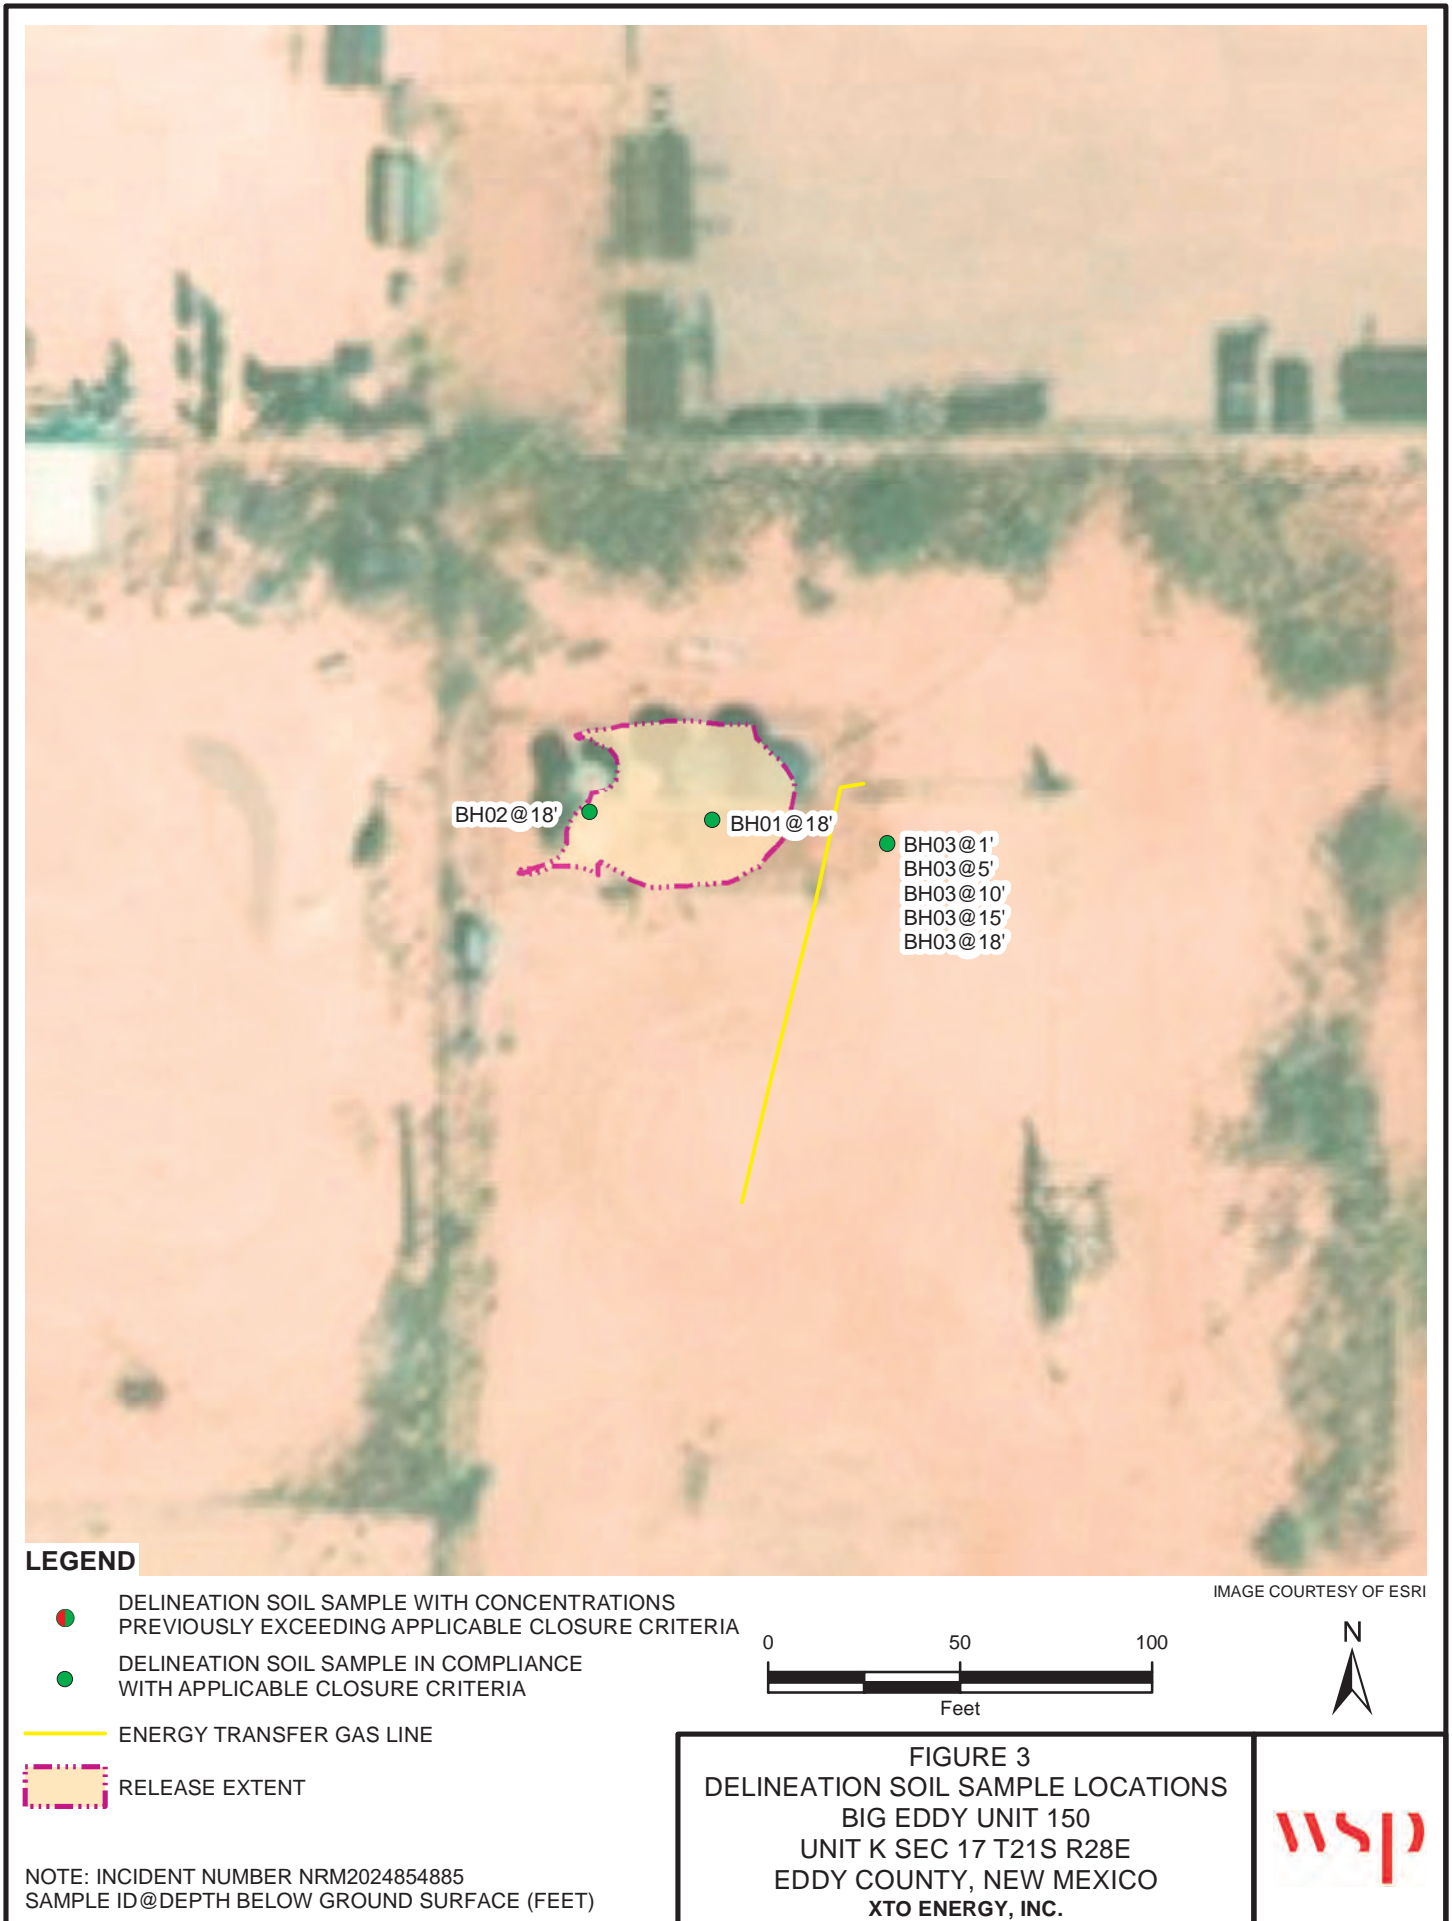 BH02@18'
BH01@18'
BH03@1'
BH03@5'
BH03@10'
BH03@15'
BH03@18'
LEGEND
IMAGE COURTESY OF ESRI
DELINEATION SOIL SAMPLE WITH CONCENTRATIONS
PREVIOUSLY EXCEEDING APPLICABLE CLOSURE CRITERIA
DELINEATION SOIL SAMPLE IN COMPLIANCE
WITH APPLICABLE CLOSURE CRITERIA
ENERGY TRANSFER GAS LINE
RELEASE EXTENT
0 50 100
Feet
N
NOTE: INCIDENT NUMBER NRM2024854885
SAMPLE ID@DEPTH BELOW GROUND SURFACE (FEET)
FIGURE 3
DELINEATION SOIL SAMPLE LOCATIONS
BIG EDDY UNIT 150
UNIT K SEC 17 T21S R28E
EDDY COUNTY, NEW MEXICO
XTO ENERGY, INC.
wsp